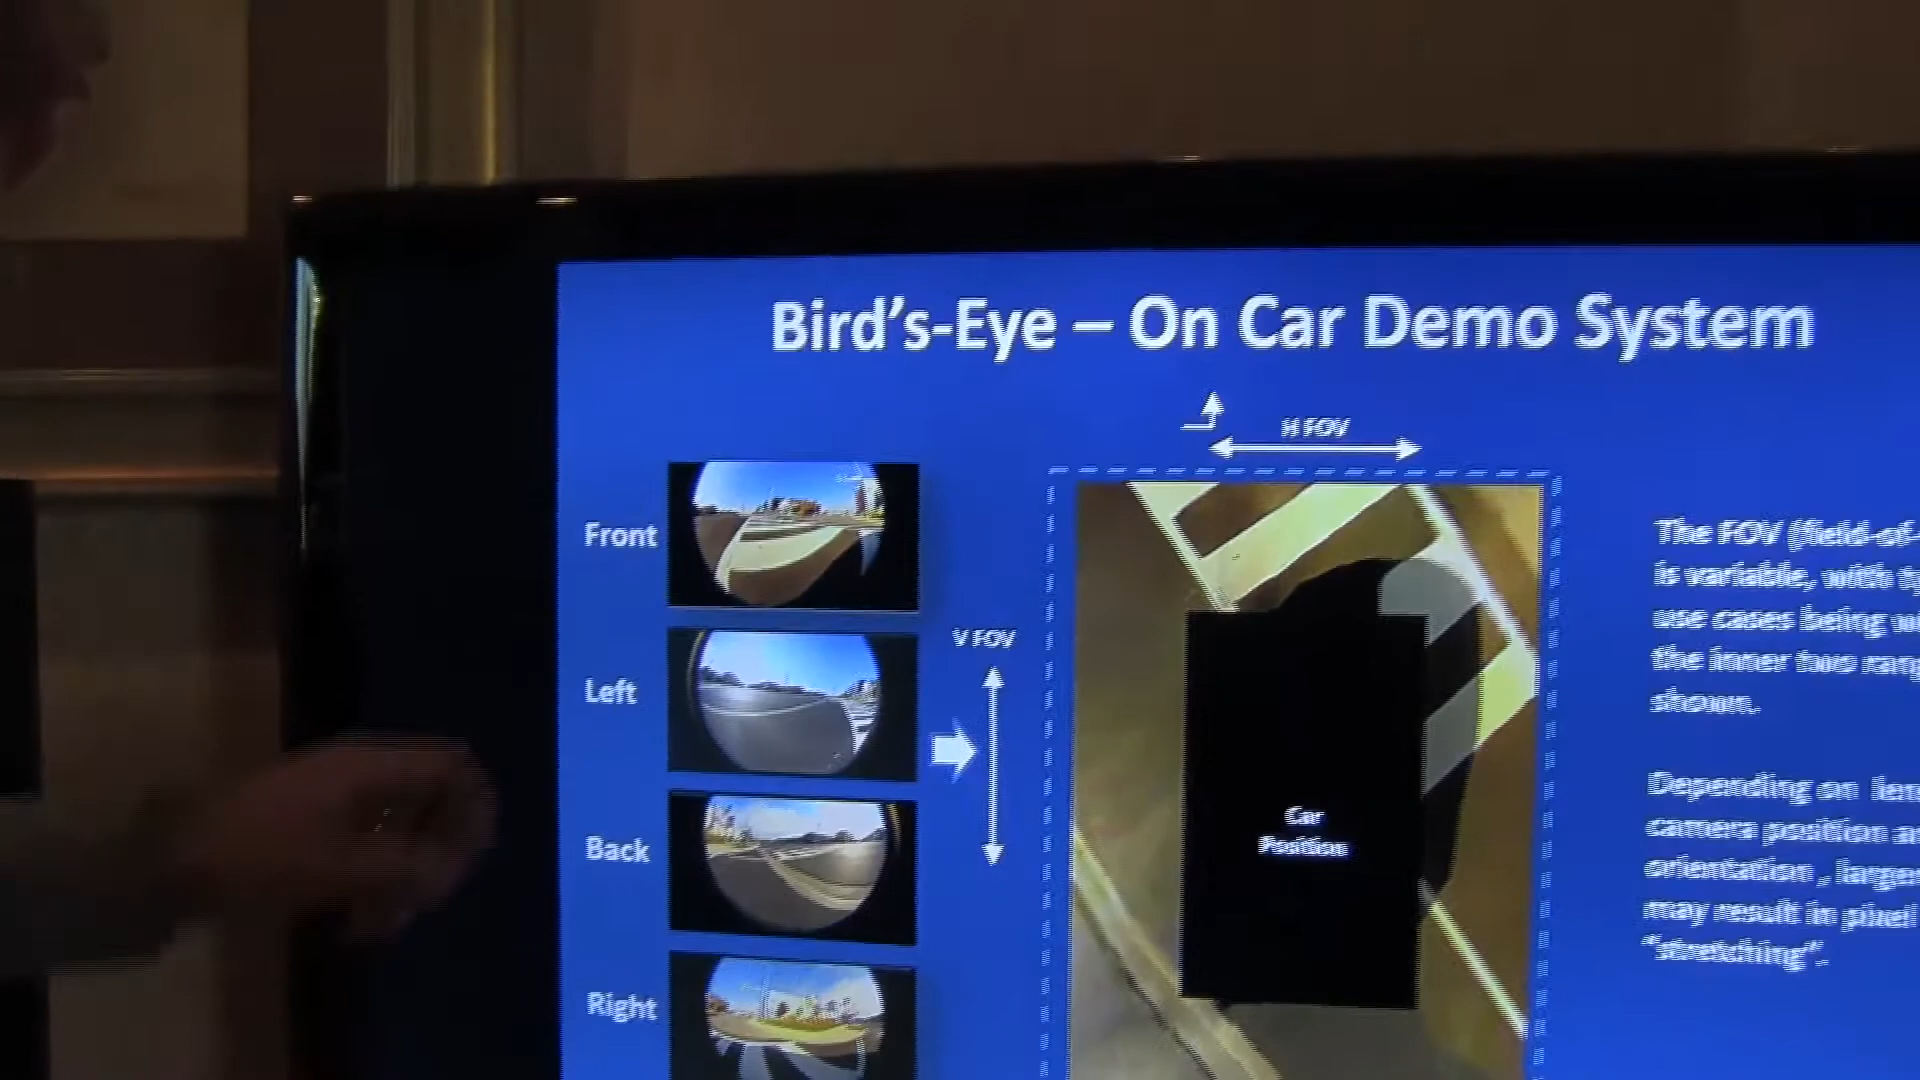 Bird's-Eye – On Car Demo System
H FOV
Front
Left
Back
Right
V FOV
Car
Position
The FOV (field-of-
is variable, with
use cases being
the inner two
shown.
Depending on
camera position
orientation, larger
may result in pixel
"stretching".